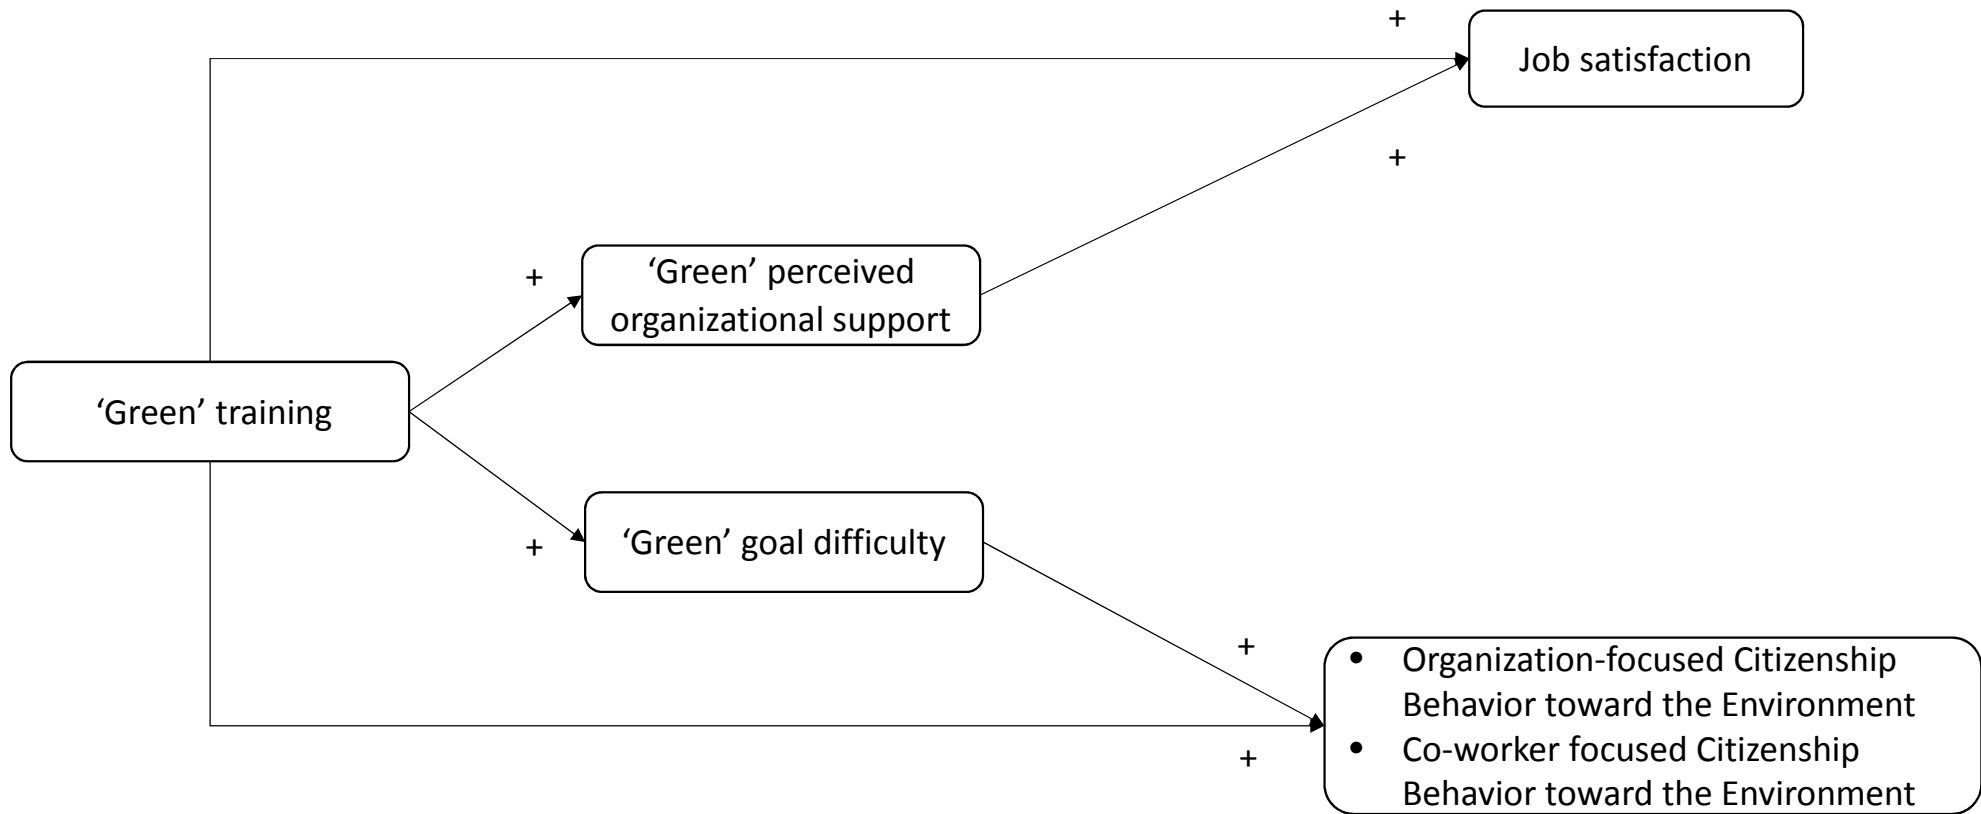 +
Job satisfaction
+
‘Green’ perceived
organizational support
+
‘Green’ training
‘Green’ goal difficulty
+
+
• Organization-focused Citizenship
Behavior toward the Environment
• Co-worker focused Citizenship
Behavior toward the Environment
+